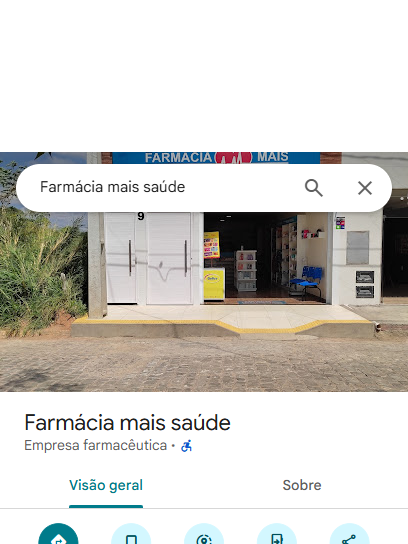 FARMACIA MAIS
Farmácia mais saúde
9
Farmácia mais saúde
Empresa farmacêutica ·
Visão geral
Sobre